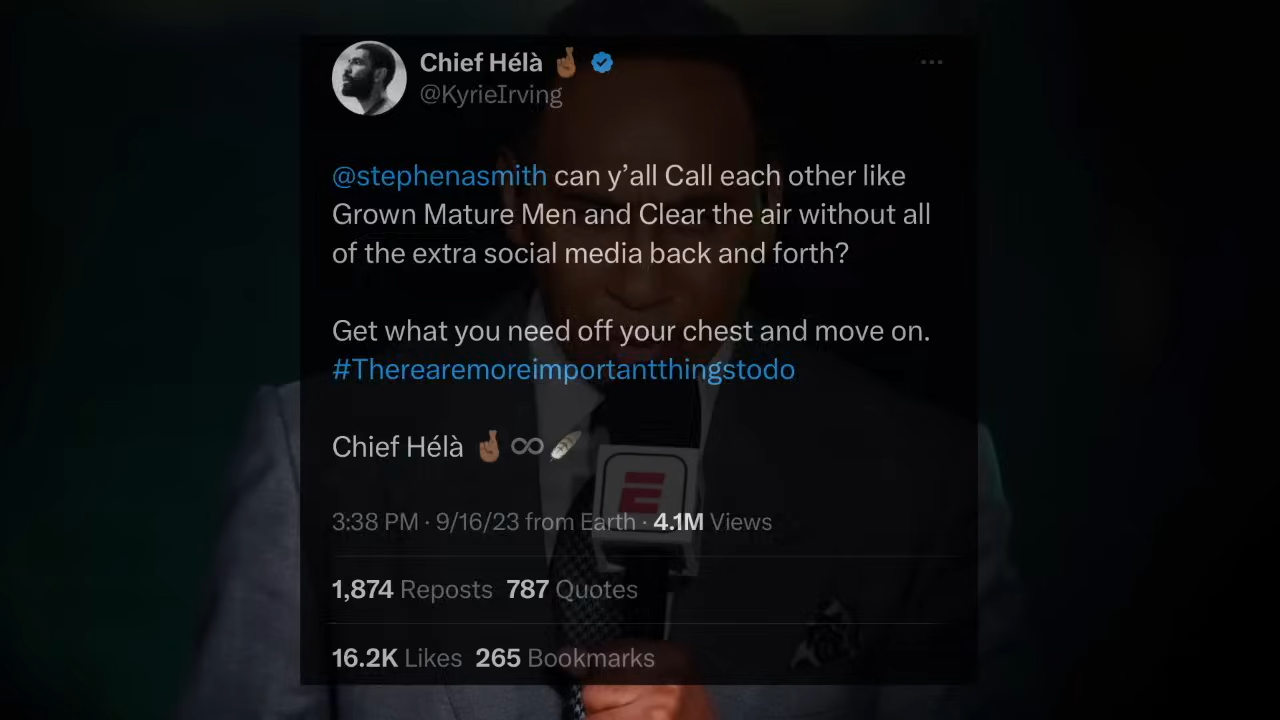 Chief Hélà 🤞🏽
@KyrieIrving
@stephenasmith can y’all Call each other like
Grown Mature Men and Clear the air without all
of the extra social media back and forth?
Get what you need off your chest and move on.
#Therearemoreimportantthingstodo
Chief Hélà 🤞🏽♾🪶
3:38 PM · 9/16/23 from Earth · 4.1M Views
1,874 Reposts 787 Quotes
16.2K Likes 265 Bookmarks